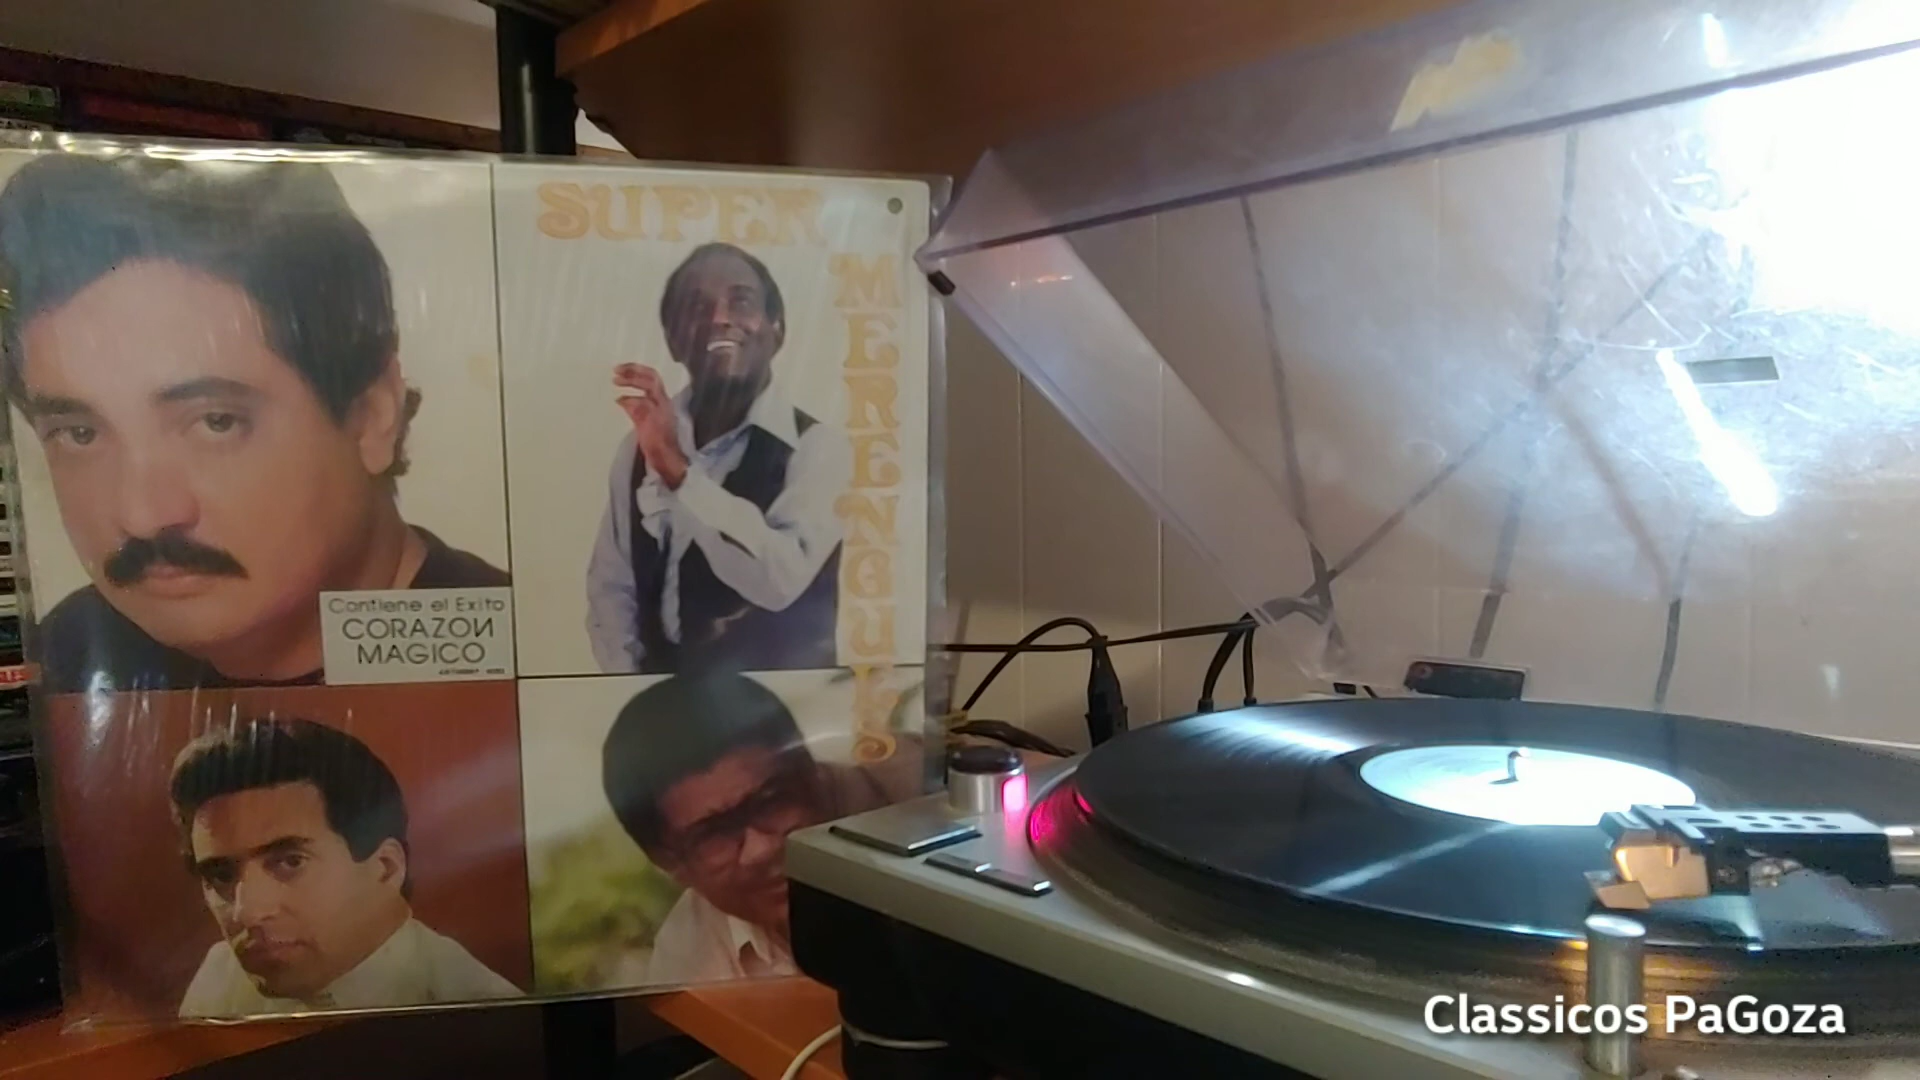 SUPER
MERENGUES
Contiene el Exito
CORAZON
MAGICO
Classicos PaGoza